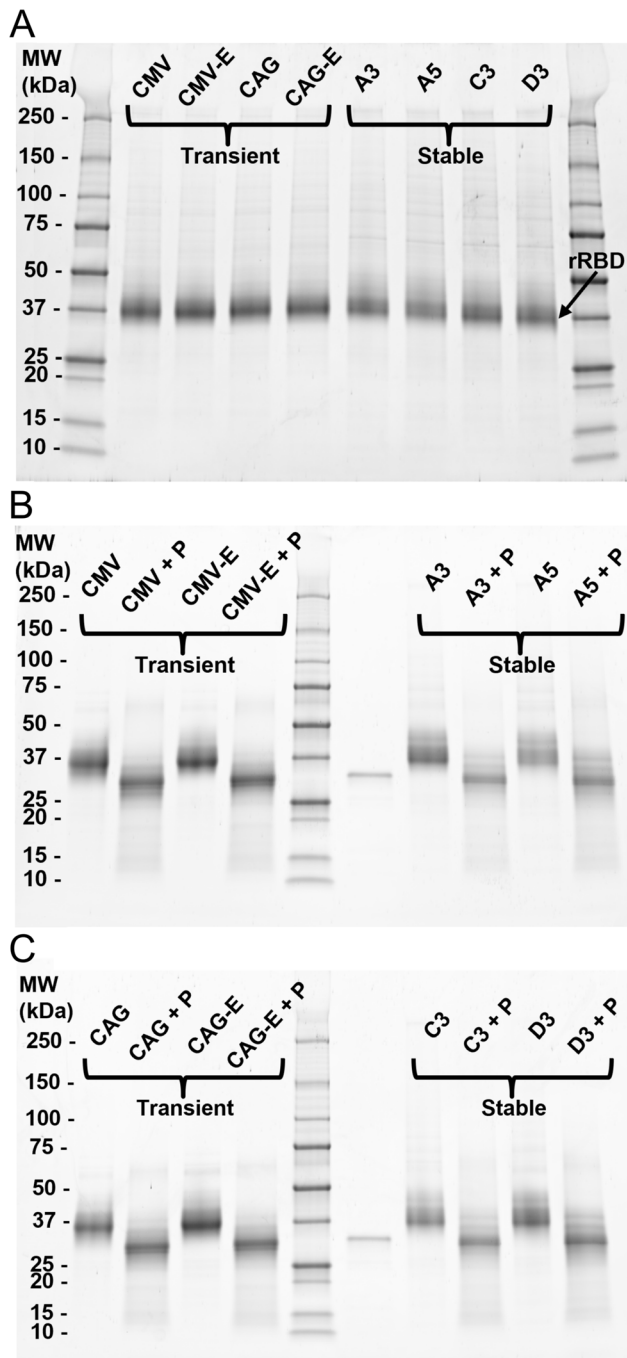 A
MW
(kDa)
CMV
CMV-E
CAG
CAG-E
A3
A5
C3
D3
Transient
Stable
250 -
150 -
100 -
75 -
50 -
37 -
25 -
20 -
15 -
10 -
rRBD
B
MW
(kDa)
CMV
CMV + P
CMV-E
CMV-E + P
A3
A3 + P
A5
A5 + P
Transient
Stable
250 -
150 -
100 -
75 -
50 -
37 -
25 -
20 -
15 -
10 -
C
MW
(kDa)
CAG
CAG + P
CAG-E
CAG-E + P
C3
C3 + P
D3
D3 + P
Transient
Stable
250 -
150 -
100 -
75 -
50 -
37 -
25 -
20 -
15 -
10 -